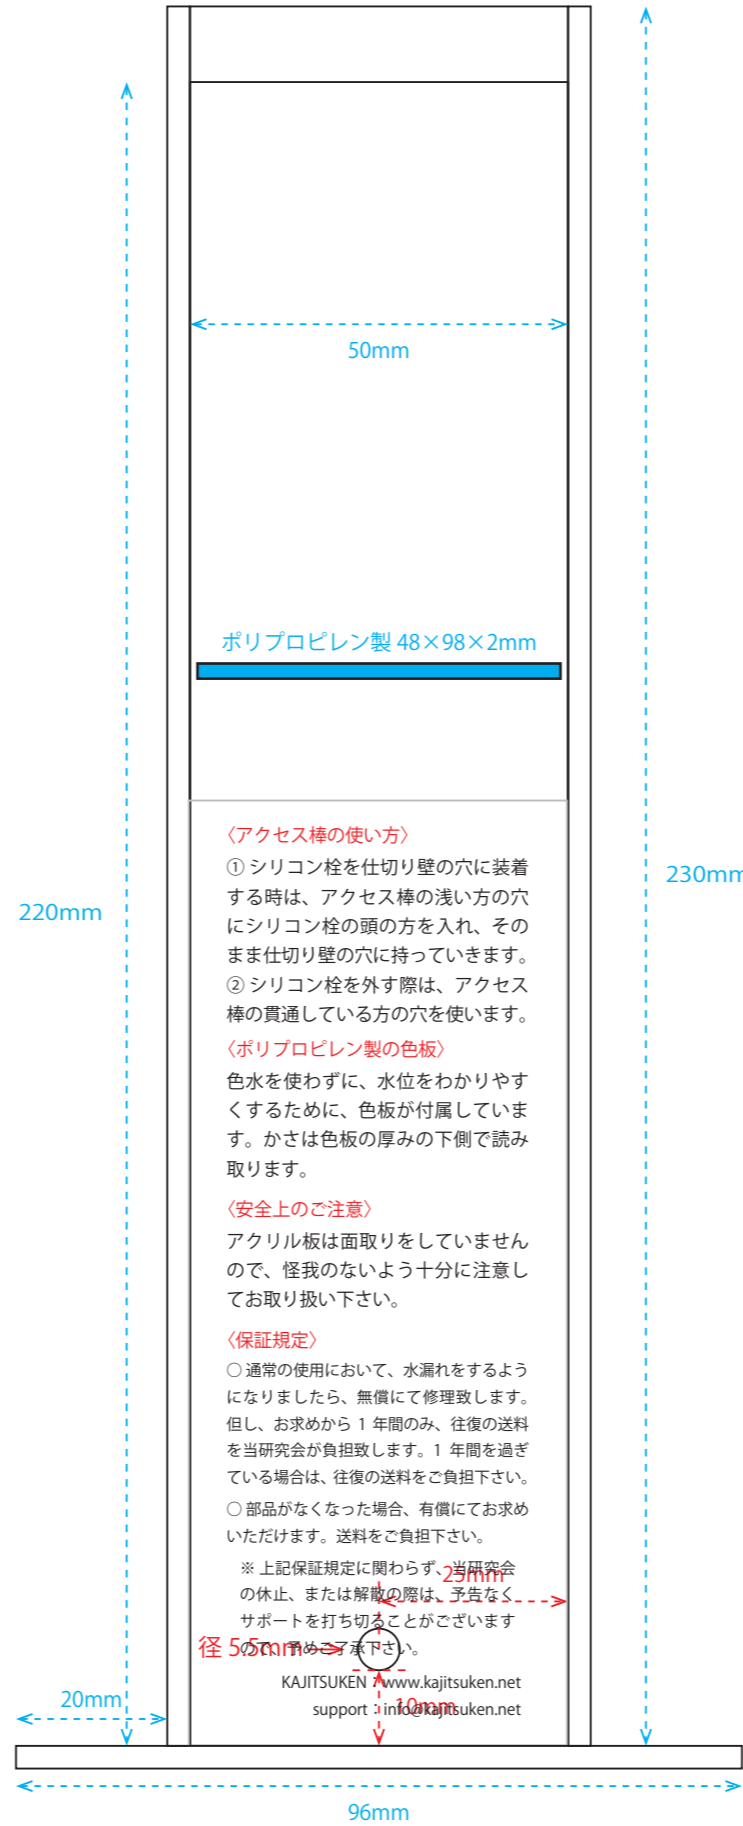 50mm
ポリプロピレン製 48×98×2mm
220mm
230mm
〈アクセス棒の使い方〉
① シリコン栓を仕切り壁の穴に装着
する時は、アクセス棒の浅い方の穴
にシリコン栓の頭の方を入れ、その
まま仕切り壁の穴に持っていきます。
② シリコン栓を外す際は、アクセス
棒の貫通している方の穴を使います。
〈ポリプロピレン製の色板〉
色水を使わずに、水位をわかりやす
くするために、色板が付属していま
す。かさは色板の厚みの下側で読み
取ります。
〈安全上のご注意〉
アクリル板は面取りをしていません
ので、怪我のないよう十分に注意し
てお取り扱い下さい。
〈保証規定〉
○ 通常の使用において、水漏れをするよう
になりましたら、無償にて修理致します。
但し、お求めから 1 年間のみ、往復の送料
を当研究会が負担致します。1 年間を過ぎ
ている場合は、往復の送料をご負担下さい。
○ 部品がなくなった場合、有償にてお求め
いただけます。送料をご負担下さい。
※ 上記保証規定に関わらず、当研究会
の休止、または解散の際は、予告なく
サポートを打ち切ることがございます
ので、予めご了承下さい。
25mm
径 5.5mm
KAJITSUKEN：www.kajitsuken.net
support：info@kajitsuken.net
10mm
20mm
96mm